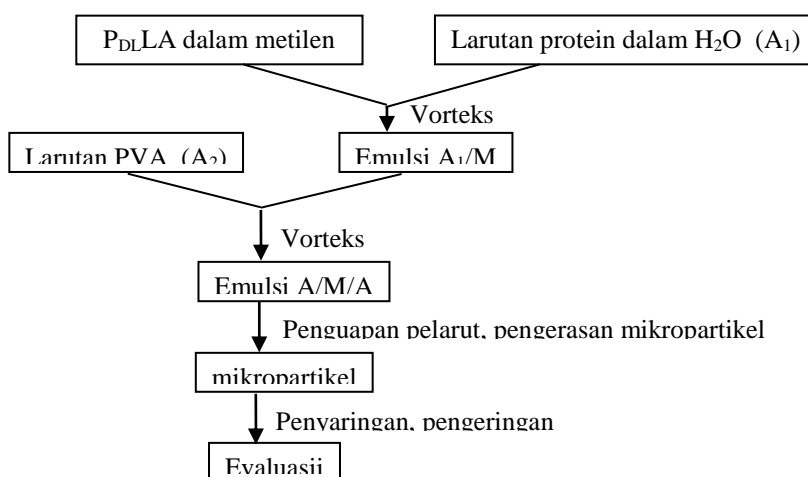 P_DLLA dalam metilen
Larutan protein dalam H₂O (A₁)
Vorteks
Larutan PVA (A₂)
Emulsi A₁/M
Vorteks
Emulsi A/M/A
Penguapan pelarut, pengerasan mikropartikel
mikropartikel
Penyaringan, pengeringan
Evaluasii